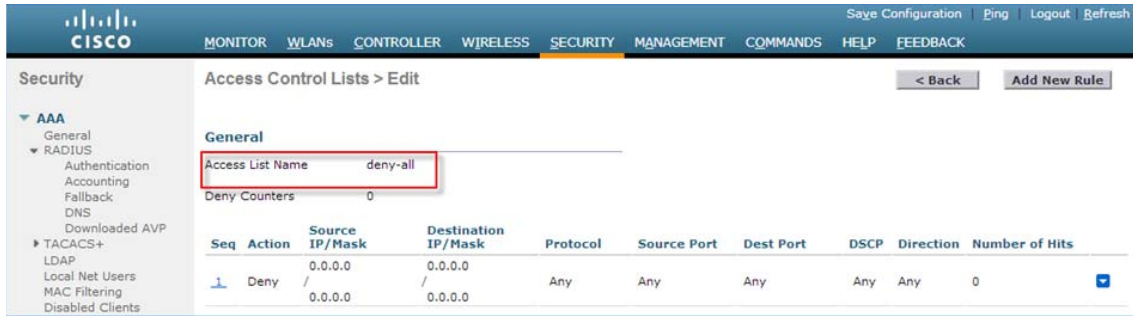 Save Configuration | Ping | Logout | Refresh
CISCO
MONITOR WLANs CONTROLLER WIRELESS SECURITY MANAGEMENT COMMANDS HELP FEEDBACK
Security
Access Control Lists > Edit
< Back
Add New Rule
AAA
General
RADIUS
Authentication
Accounting
Fallback
DNS
Downloaded AVP
TACACS+
LDAP
Local Net Users
MAC Filtering
Disabled Clients
General
Access List Name deny-all
Deny Counters 0
Seq Action Source IP/Mask Destination IP/Mask Protocol Source Port Dest Port DSCP Direction Number of Hits
1 Deny 0.0.0.0 / 0.0.0.0 0.0.0.0 / 0.0.0.0 Any Any Any Any Any 0